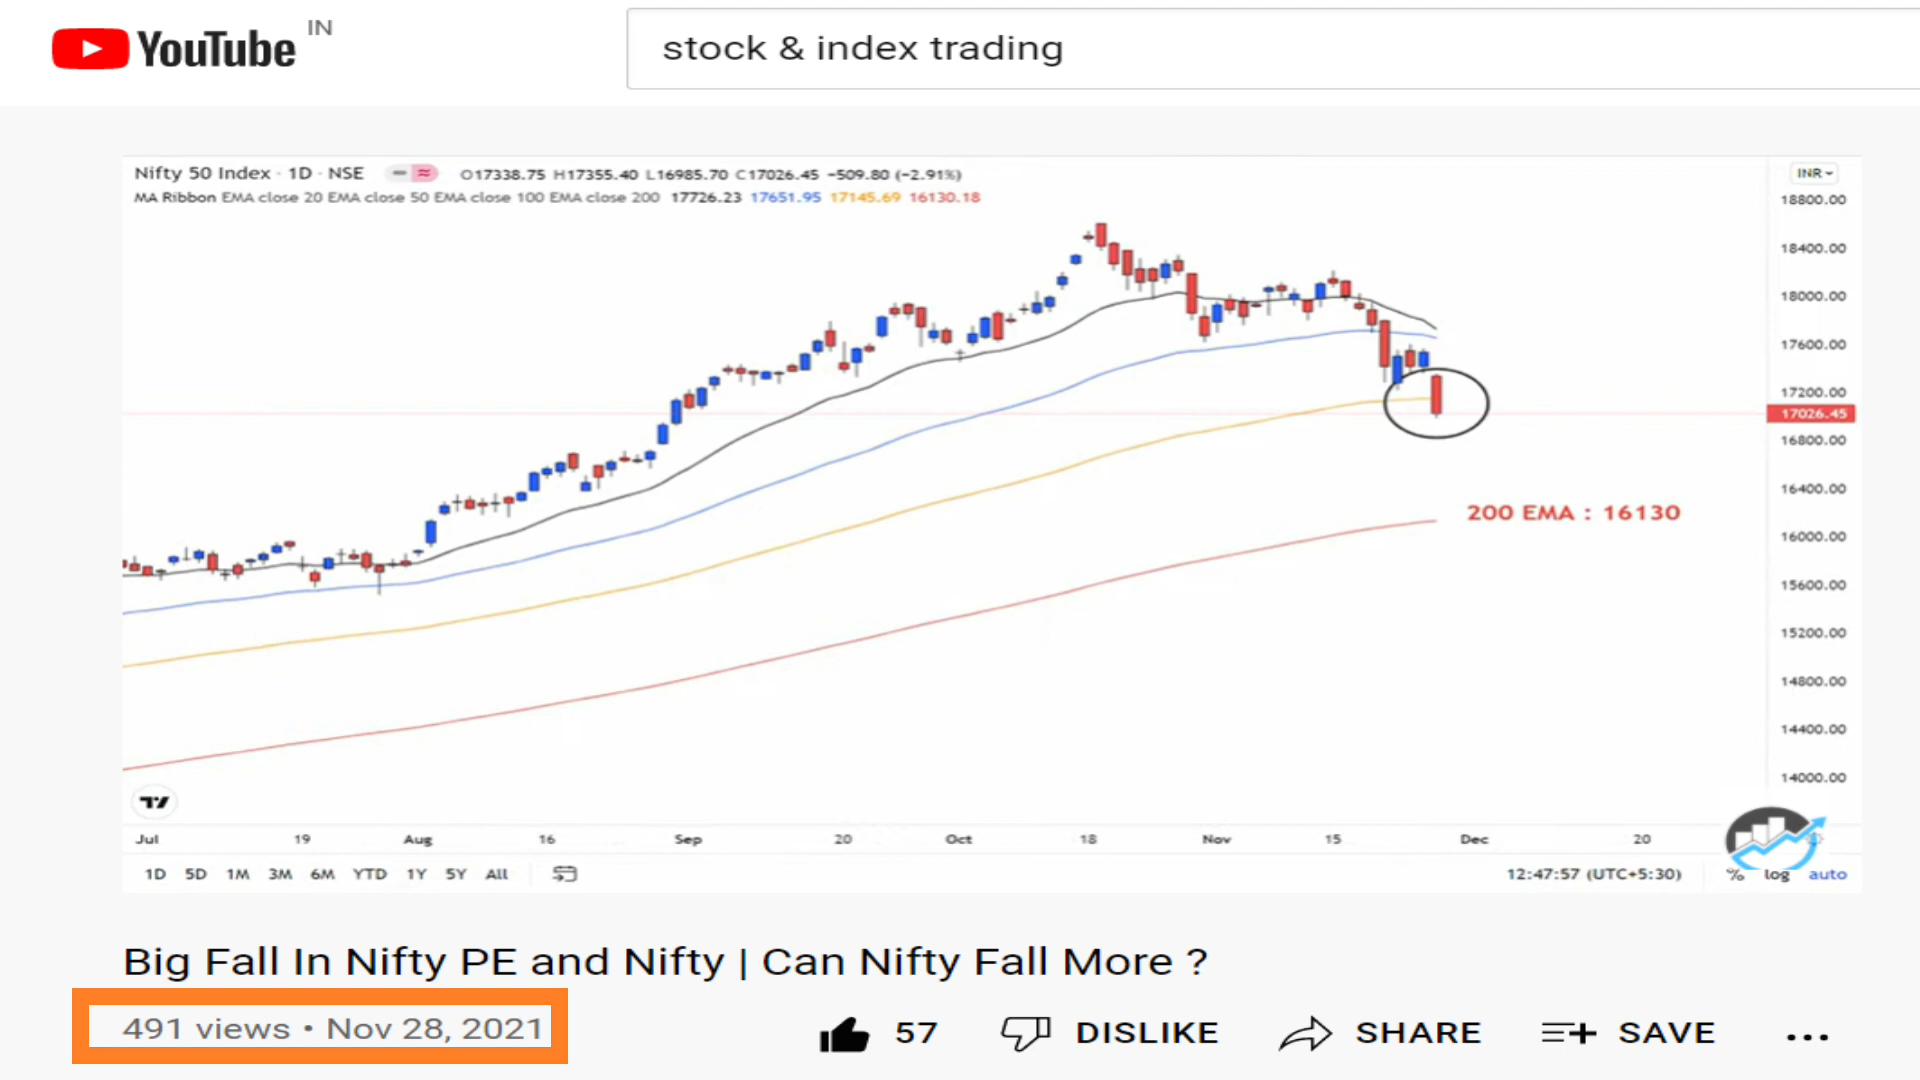 YouTube IN
stock & index trading
Nifty 50 Index · 1D · NSE O17338.75 H17355.40 L16985.70 C17026.45 −509.80 (−2.91%)
INR
MA Ribbon EMA close 20 EMA close 50 EMA close 100 EMA close 200 17726.23 17651.95 17145.69 16130.18
18800.00
18400.00
18000.00
17600.00
17200.00
17026.45
16800.00
16400.00
200 EMA : 16130
16000.00
15600.00
15200.00
14800.00
14400.00
14000.00
Jul 19 Aug 16 Sep 20 Oct 18 Nov 15 Dec 20
1D 5D 1M 3M 6M YTD 1Y 5Y All 12:47:57 (UTC+5:30) % log auto
Big Fall In Nifty PE and Nifty | Can Nifty Fall More ?
491 views • Nov 28, 2021
57 DISLIKE SHARE SAVE ...